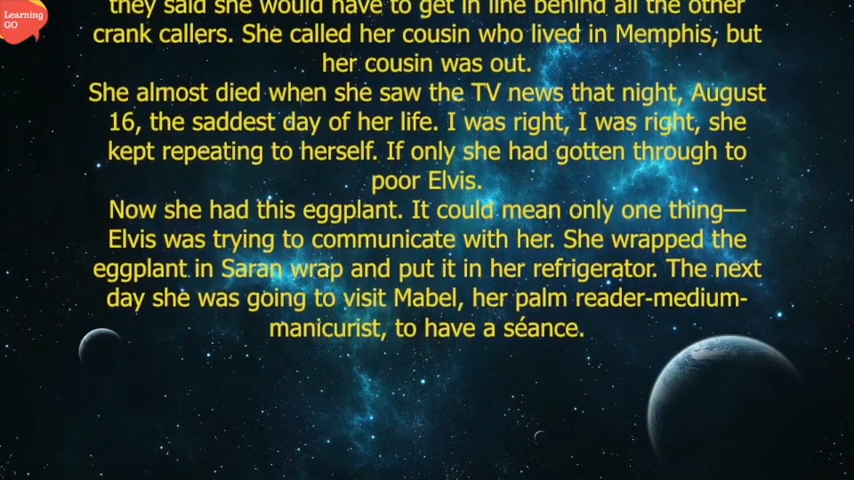 Learning
GO
they said she would have to get in line behind all the other
crank callers. She called her cousin who lived in Memphis, but
her cousin was out.
She almost died when she saw the TV news that night, August
16, the saddest day of her life. I was right, I was right, she
kept repeating to herself. If only she had gotten through to
poor Elvis.
Now she had this eggplant. It could mean only one thing—
Elvis was trying to communicate with her. She wrapped the
eggplant in Saran wrap and put it in her refrigerator. The next
day she was going to visit Mabel, her palm reader-medium-
manicurist, to have a séance.